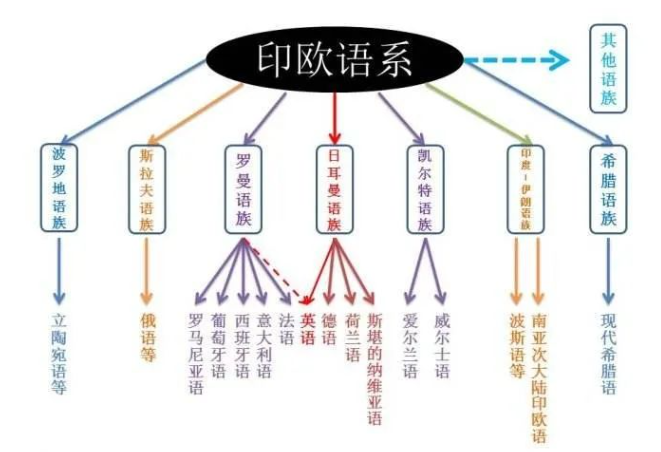 印欧语系
其他语族
波罗地语族
斯拉夫语族
罗曼语族
日耳曼语族
凯尔特语族
印度-伊朗语族
希腊语族
立陶宛语等
俄语等
罗马尼亚语
葡萄牙语
西班牙语
意大利语
法语
英语
德语
荷兰语
斯堪的纳维亚语
爱尔兰语
威尔士语
波斯语等
南亚次大陆印欧语
现代希腊语